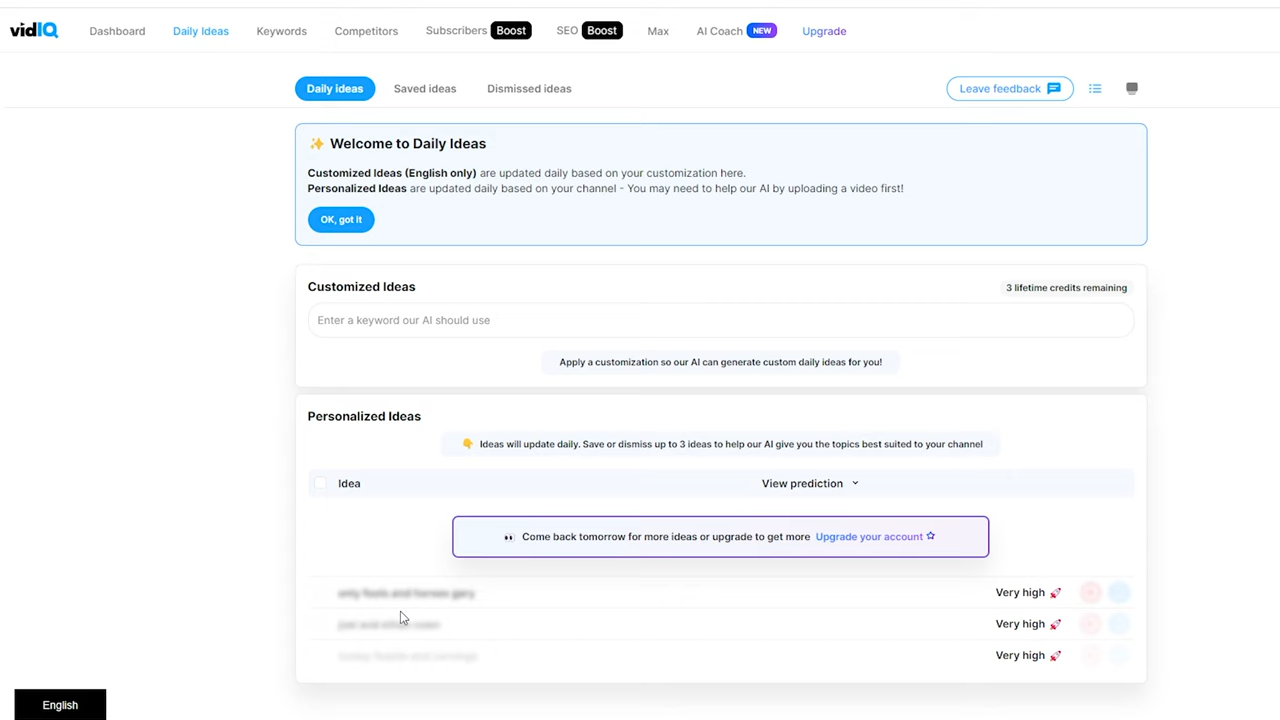 vidIQ Dashboard Daily Ideas Keywords Competitors Subscribers Boost SEO Boost Max AI Coach NEW Upgrade
Daily ideas Saved ideas Dismissed ideas Leave feedback
Welcome to Daily Ideas
Customized Ideas (English only) are updated daily based on your customization here.
Personalized Ideas are updated daily based on your channel - You may need to help our AI by uploading a video first!
OK, got it
Customized Ideas 3 lifetime credits remaining
Enter a keyword our AI should use
Apply a customization so our AI can generate custom daily ideas for you!
Personalized Ideas
Ideas will update daily. Save or dismiss up to 3 ideas to help our AI give you the topics best suited to your channel
Idea View prediction
Come back tomorrow for more ideas or upgrade to get more Upgrade your account
only fools and horses gary Very high
Very high
Very high
English